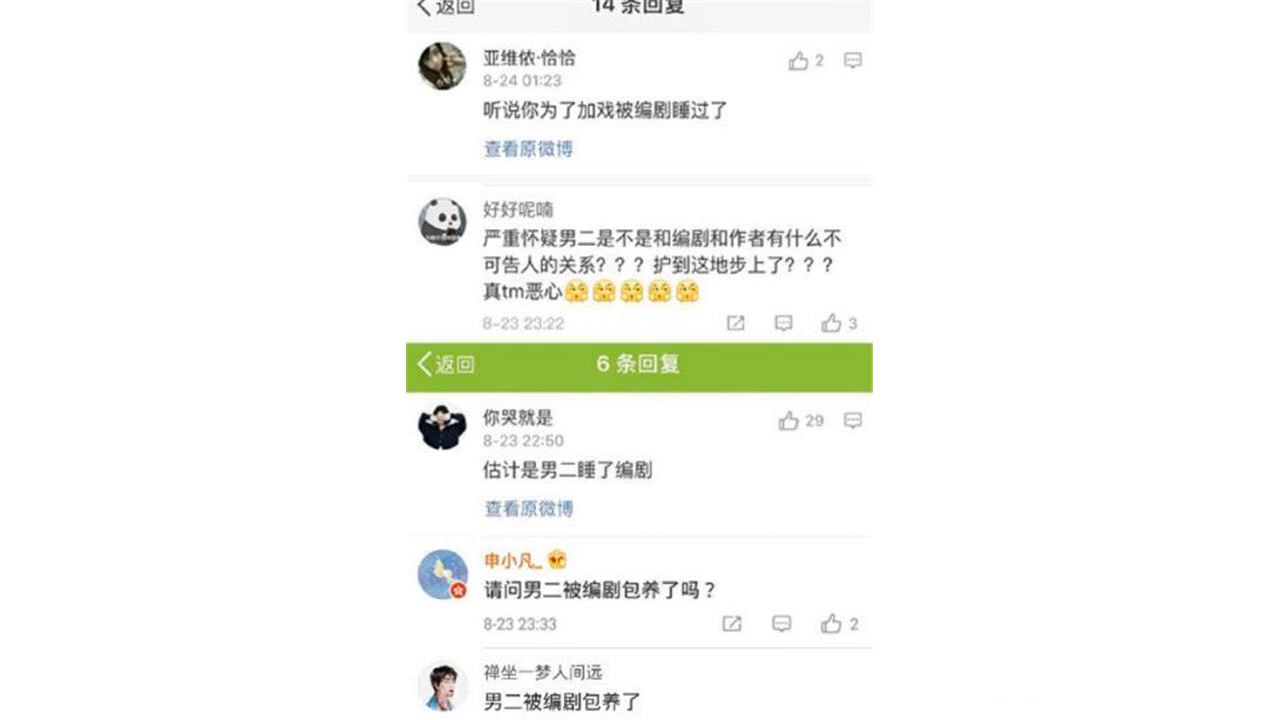 返回
14 条回复
亚维侬·恰恰
2
8-24 01:23
听说你为了加戏被编剧睡过了
查看原微博
好好呢喃
严重怀疑男二是不是和编剧和作者有什么不
可告人的关系？？？护到这地步上了？？？
真tm恶心
8-23 23:22
3
返回
6 条回复
你哭就是
29
8-23 22:50
估计是男二睡了编剧
查看原微博
申小凡_
请问男二被编剧包养了吗？
8-23 23:33
2
禅坐一梦人间远
男二被编剧包养了